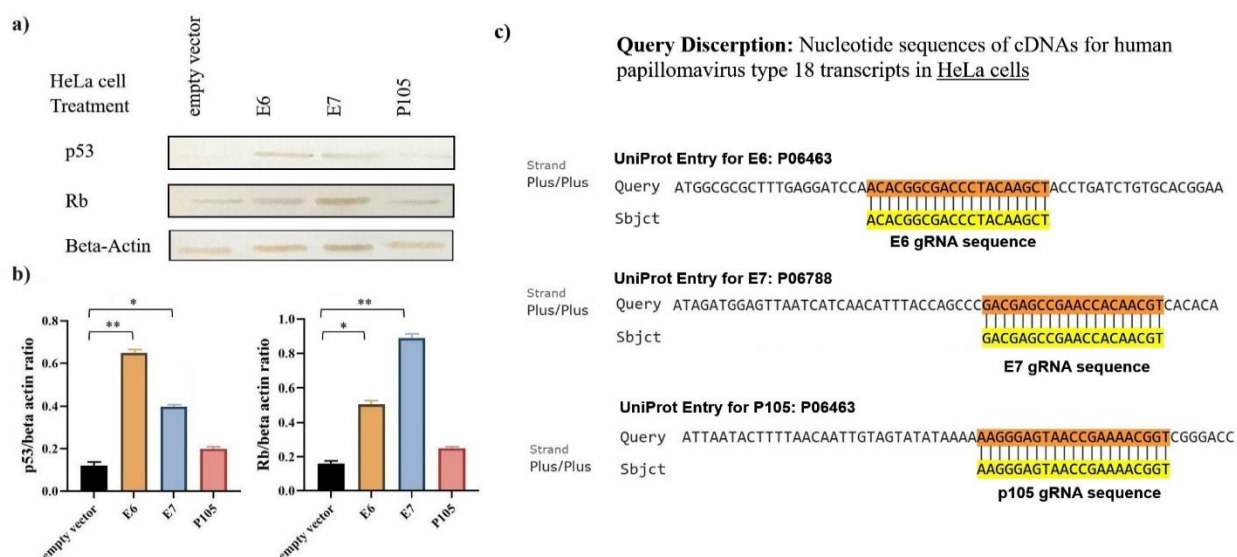 a)
empty vector
E6
E7
P105
HeLa cell
Treatment
p53
Rb
Beta-Actin
b)
*
**
p53/beta actin ratio
0.8
0.6
0.4
0.2
0.0
empty vector
E6
E7
P105
**
*
Rb/beta actin ratio
1.0
0.8
0.6
0.4
0.2
0.0
empty vector
E6
E7
P105
c)
Query Discerption: Nucleotide sequences of cDNAs for human
papillomavirus type 18 transcripts in HeLa cells
Strand
Plus/Plus
UniProt Entry for E6: P06463
Query ATGGCGCGCTTTGAGGATCCAACACGGCGACCCTACAAGCTACCTGATCTGTGCACGGAA
Sbjct ACACGGCGACCCTACAAGCT
E6 gRNA sequence
Strand
Plus/Plus
UniProt Entry for E7: P06788
Query ATAGATGGAGTTAATCATCAACATTTACCAGCCCGACGAGCCGAACCACAACGTCACACA
Sbjct GACGAGCCGAACCACAACGT
E7 gRNA sequence
Strand
Plus/Plus
UniProt Entry for P105: P06463
Query ATTAATACTTTTAACAATTGTAGTATATAAAAAAGGGAGTAACCGAAAACGGTCGGGACC
Sbjct AAGGGAGTAACCGAAAACGGT
p105 gRNA sequence